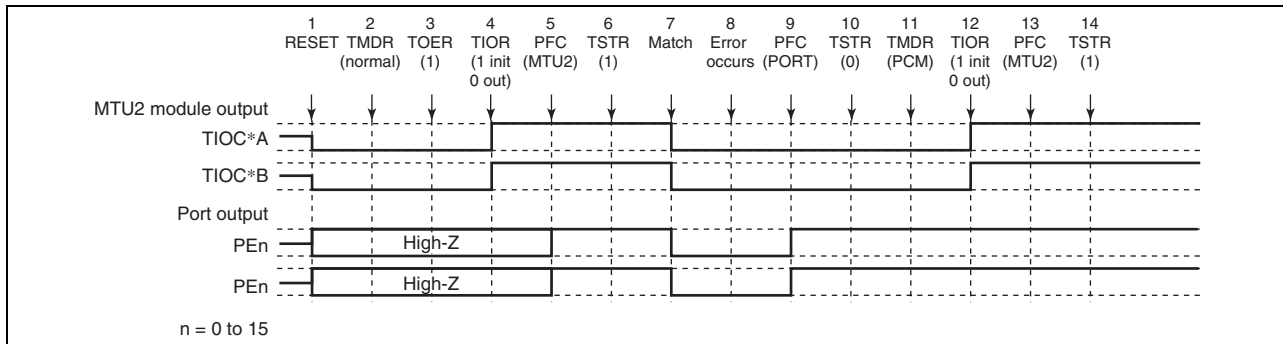 1 2 3 4 5 6 7 8 9 10 11 12 13 14
RESET TMDR TOER TIOR PFC TSTR Match Error PFC TSTR TMDR TIOR PFC TSTR
(normal) (1) (1 init (MTU2) (1) occurs (PORT) (0) (PCM) (1 init (MTU2) (1)
0 out) 0 out)
MTU2 module output
TIOC*A
TIOC*B
Port output
PEn High-Z
PEn High-Z
n = 0 to 15